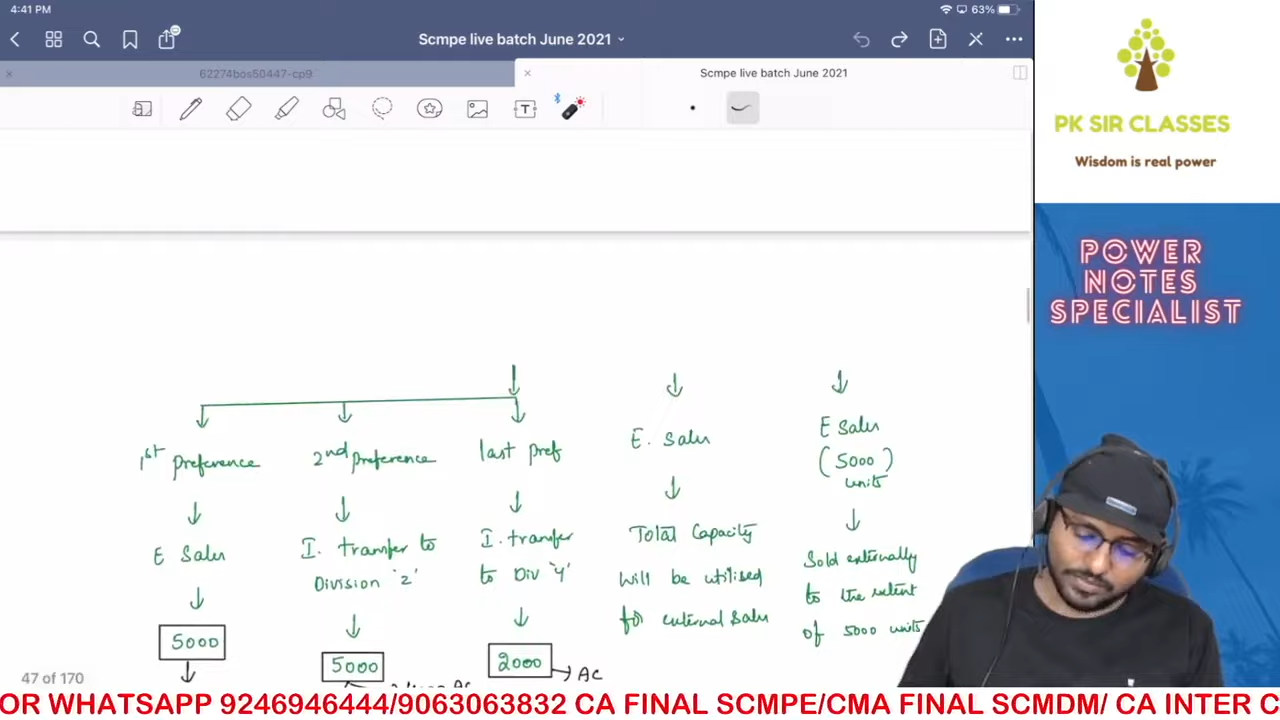 4:41 PM
63%
Scmpe live batch June 2021
62274bos50447-cp9
Scmpe live batch June 2021
PK SIR CLASSES
Wisdom is real power
POWER
NOTES
SPECIALIST
1st preference
2nd preference
last pref
E. Sales
E Sales
(5000)
units
E Sales
I. transfer to
Division 'Z'
I. transfer
to Div 'Y'
Total Capacity
will be utilised
for external Sales
Sold externally
to the extent
of 5000 units
5000
5000
2000
AC
47 of 170
OR WHATSAPP 9246946444/9063063832 CA FINAL SCMPE/CMA FINAL SCMDM/ CA INTER C